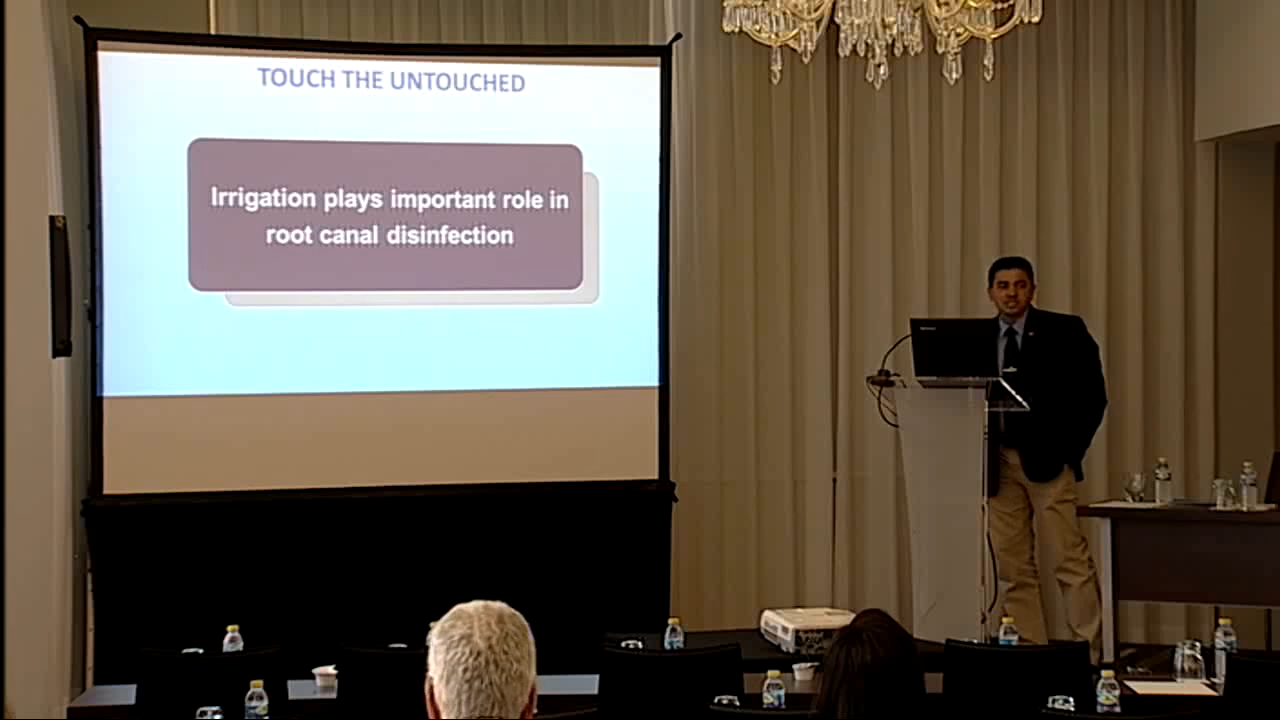 TOUCH THE UNTOUCHED
Irrigation plays important role in
root canal disinfection